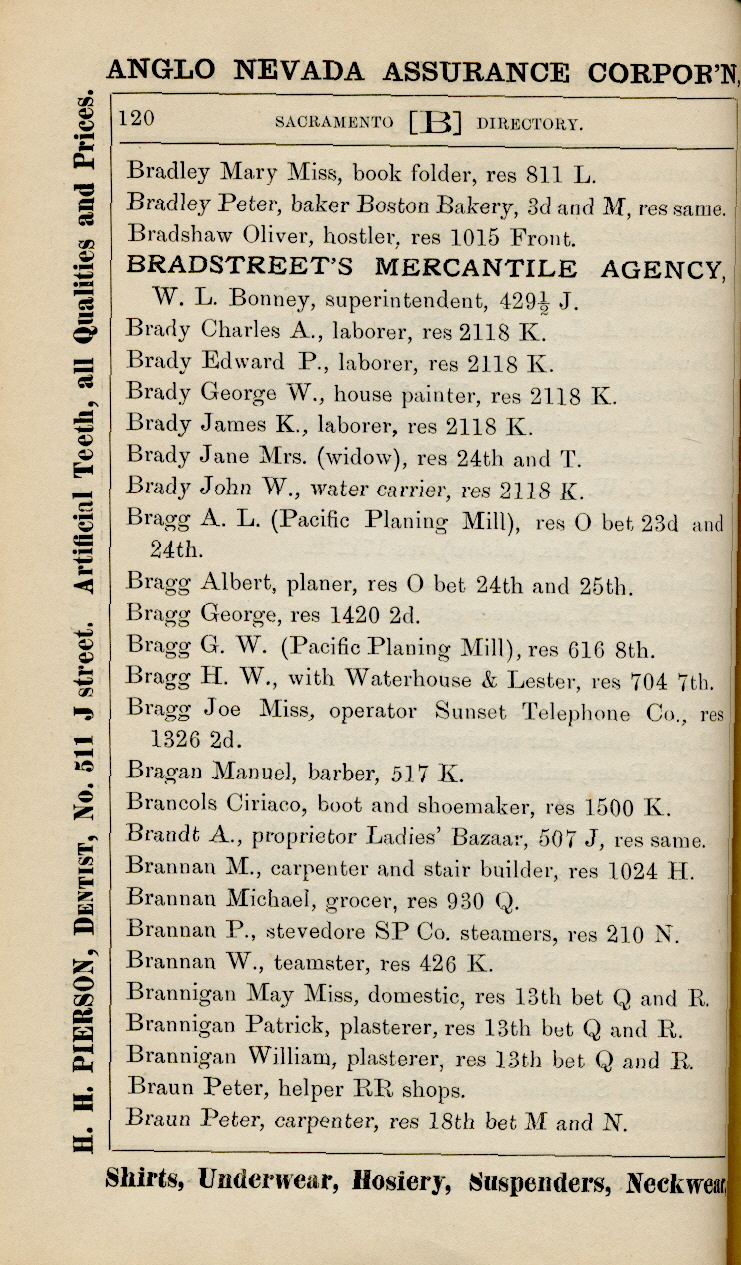 ANGLO NEVADA ASSURANCE CORPOR'N,
120 SACRAMENTO [B] DIRECTORY.
Bradley Mary Miss, book folder, res 811 L.
Bradley Peter, baker Boston Bakery, 3d and M, res same.
Bradshaw Oliver, hostler, res 1015 Front.
BRADSTREET'S MERCANTILE AGENCY,
W. L. Bonney, superintendent, 429½ J.
Brady Charles A., laborer, res 2118 K.
Brady Edward P., laborer, res 2118 K.
Brady George W., house painter, res 2118 K.
Brady James K., laborer, res 2118 K.
Brady Jane Mrs. (widow), res 24th and T.
Brady John W., water carrier, res 2118 K.
Bragg A. L. (Pacific Planing Mill), res O bet 23d and
24th.
Bragg Albert, planer, res O bet 24th and 25th.
Bragg George, res 1420 2d.
Bragg G. W. (Pacific Planing Mill), res 616 8th.
Bragg H. W., with Waterhouse & Lester, res 704 7th.
Bragg Joe Miss, operator Sunset Telephone Co., res
1326 2d.
Bragan Manuel, barber, 517 K.
Brancols Ciriaco, boot and shoemaker, res 1500 K.
Brandt A., proprietor Ladies' Bazaar, 507 J, res same.
Brannan M., carpenter and stair builder, res 1024 H.
Brannan Michael, grocer, res 930 Q.
Brannan P., stevedore SP Co. steamers, res 210 N.
Brannan W., teamster, res 426 K.
Brannigan May Miss, domestic, res 13th bet Q and R.
Brannigan Patrick, plasterer, res 13th bet Q and R.
Brannigan William, plasterer, res 13th bet Q and R.
Braun Peter, helper RR shops.
Braun Peter, carpenter, res 18th bet M and N.
Shirts, Underwear, Hosiery, Suspenders, Neckwear,
H. H. PIERSON, DENTIST, No. 511 J street. Artificial Teeth, all Qualities and Prices.